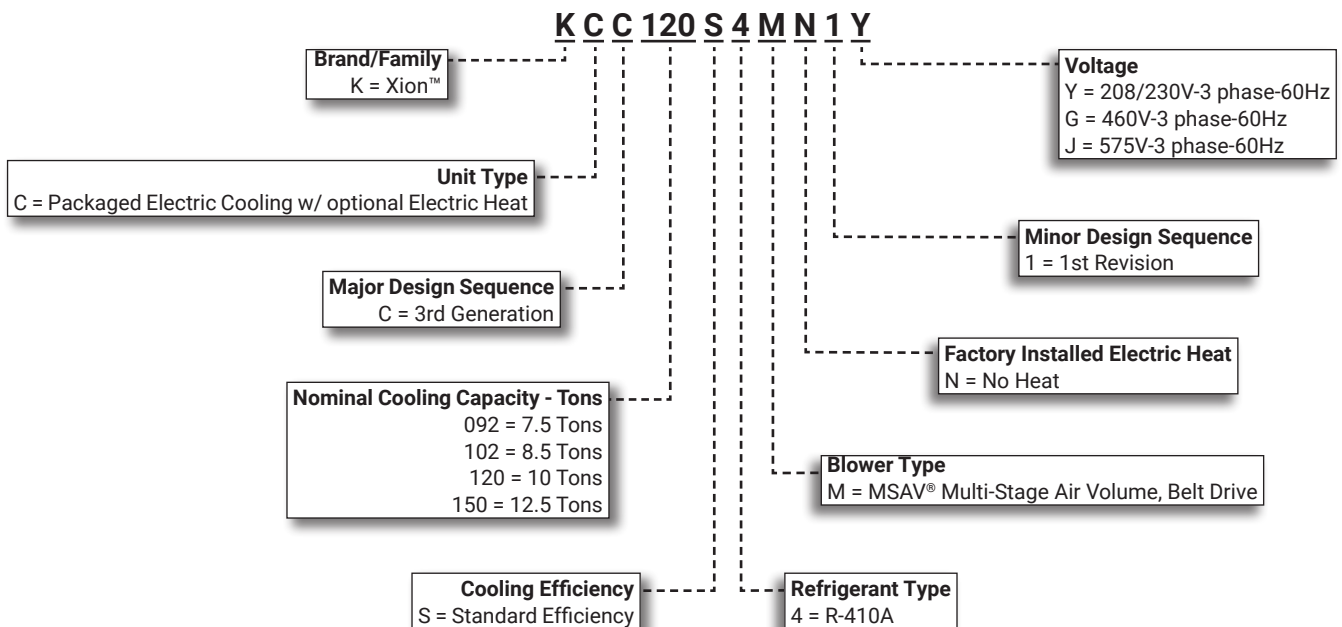 K C C 120 S 4 M N 1 Y
Brand/Family
K = Xion™
Voltage
Y = 208/230V-3 phase-60Hz
G = 460V-3 phase-60Hz
J = 575V-3 phase-60Hz
Unit Type
C = Packaged Electric Cooling w/ optional Electric Heat
Minor Design Sequence
1 = 1st Revision
Major Design Sequence
C = 3rd Generation
Factory Installed Electric Heat
N = No Heat
Nominal Cooling Capacity - Tons
092 = 7.5 Tons
102 = 8.5 Tons
120 = 10 Tons
150 = 12.5 Tons
Blower Type
M = MSAV® Multi-Stage Air Volume, Belt Drive
Cooling Efficiency
S = Standard Efficiency
Refrigerant Type
4 = R-410A